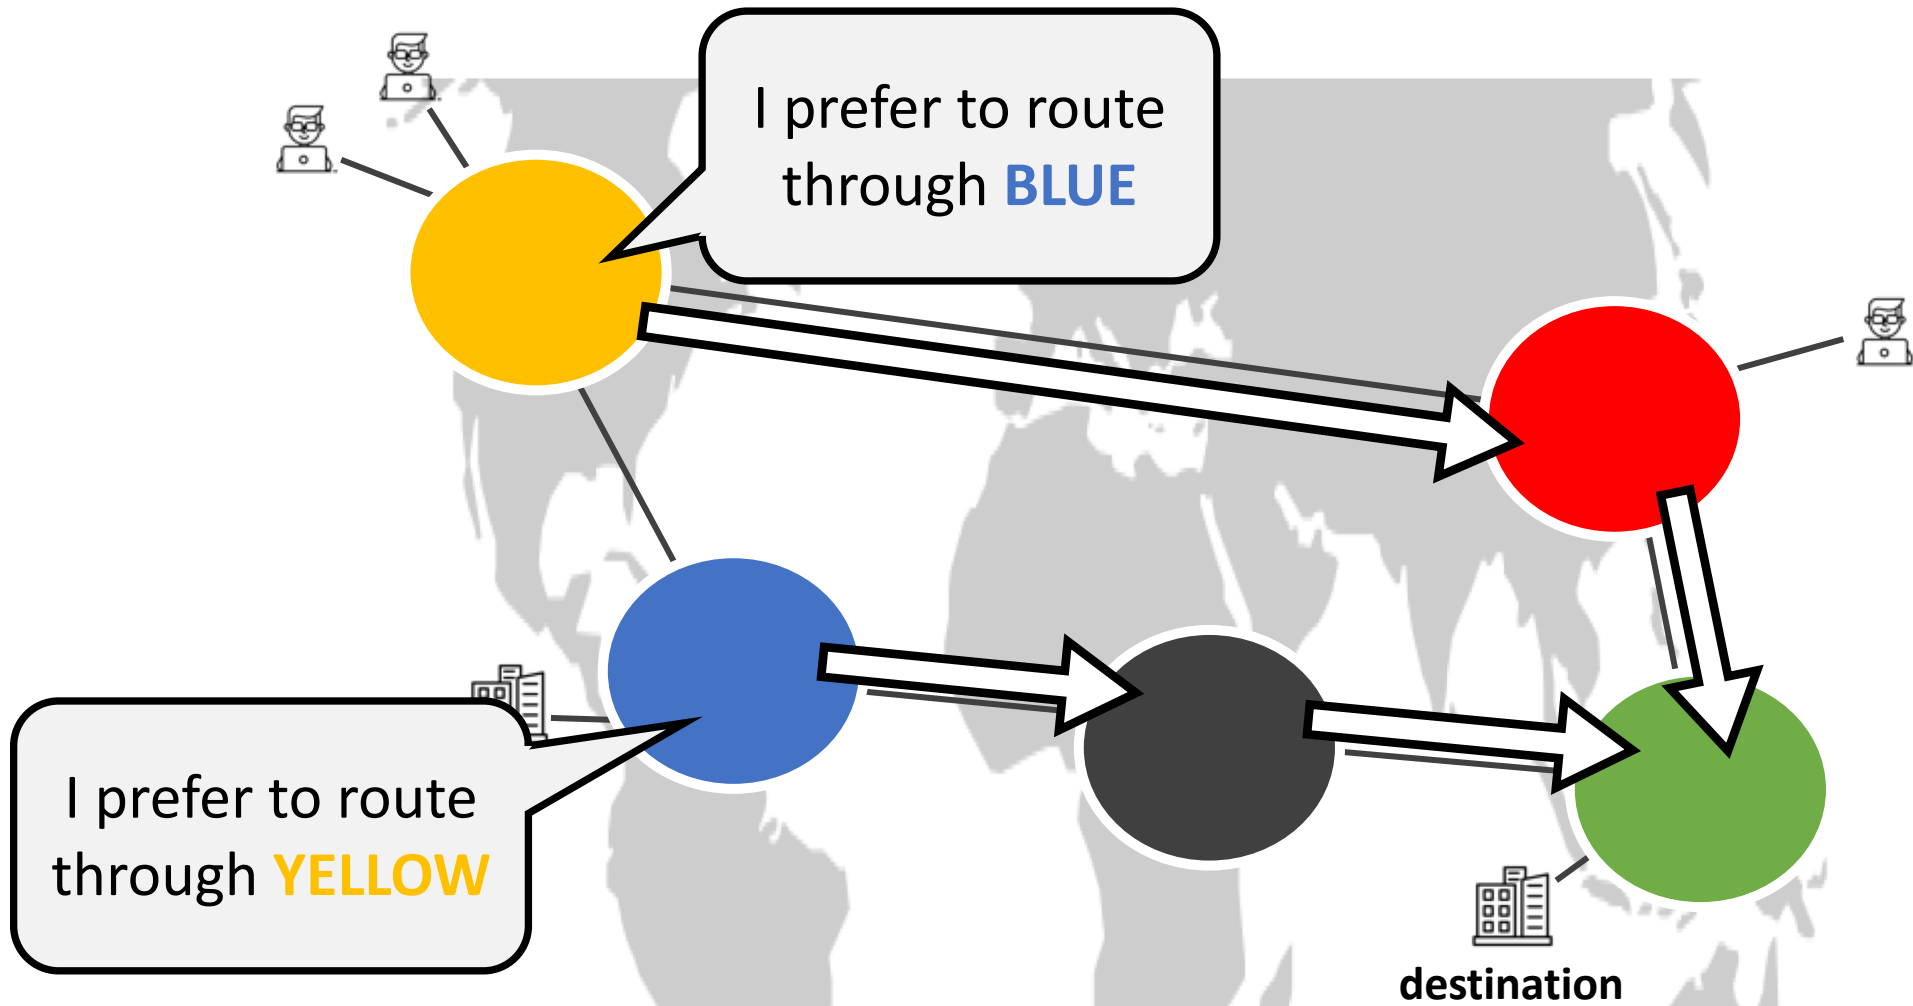 I prefer to route
through BLUE
I prefer to route
through YELLOW
destination